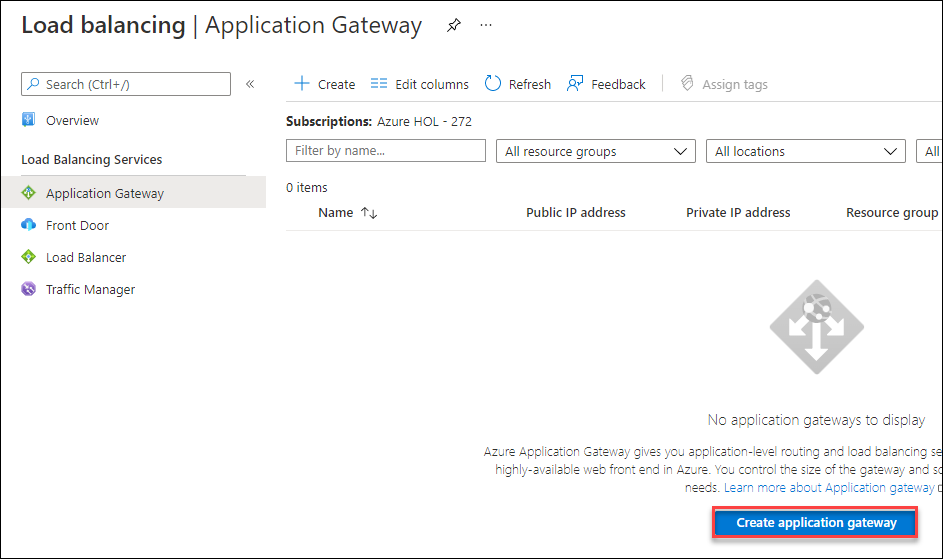 Load balancing | Application Gateway ···
Search (Ctrl+/) «
Create Edit columns Refresh Feedback Assign tags
Overview
Subscriptions: Azure HOL - 272
Filter by name... All resource groups All locations All
Load Balancing Services
0 items
Application Gateway
Name Public IP address Private IP address Resource group
Front Door
Load Balancer
Traffic Manager
No application gateways to display
Azure Application Gateway gives you application-level routing and load balancing se
highly-available web front end in Azure. You control the size of the gateway and sc
needs. Learn more about Application gateway
Create application gateway